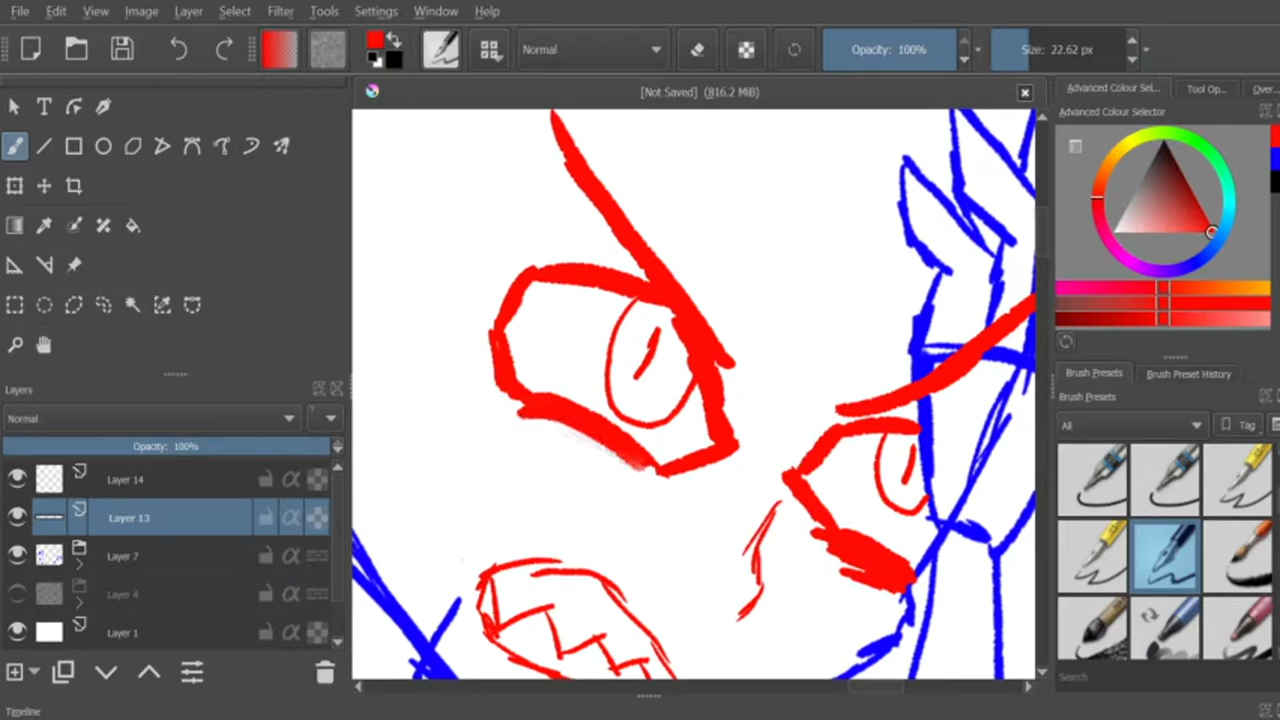 File Edit View Image Layer Select Filter Tools Settings Window Help
Normal Opacity: 100% Size: 22.62 px
[Not Saved] (816.2 MiB)
Advanced Colour Sel... Tool Op... Over...
Advanced Colour Selector
Layers
Normal
Opacity: 100%
Layer 14
Layer 13
Layer 7
Layer 4
Layer 1
Brush Presets Brush Preset History
Brush Presets
All Tag
Search
Timeline